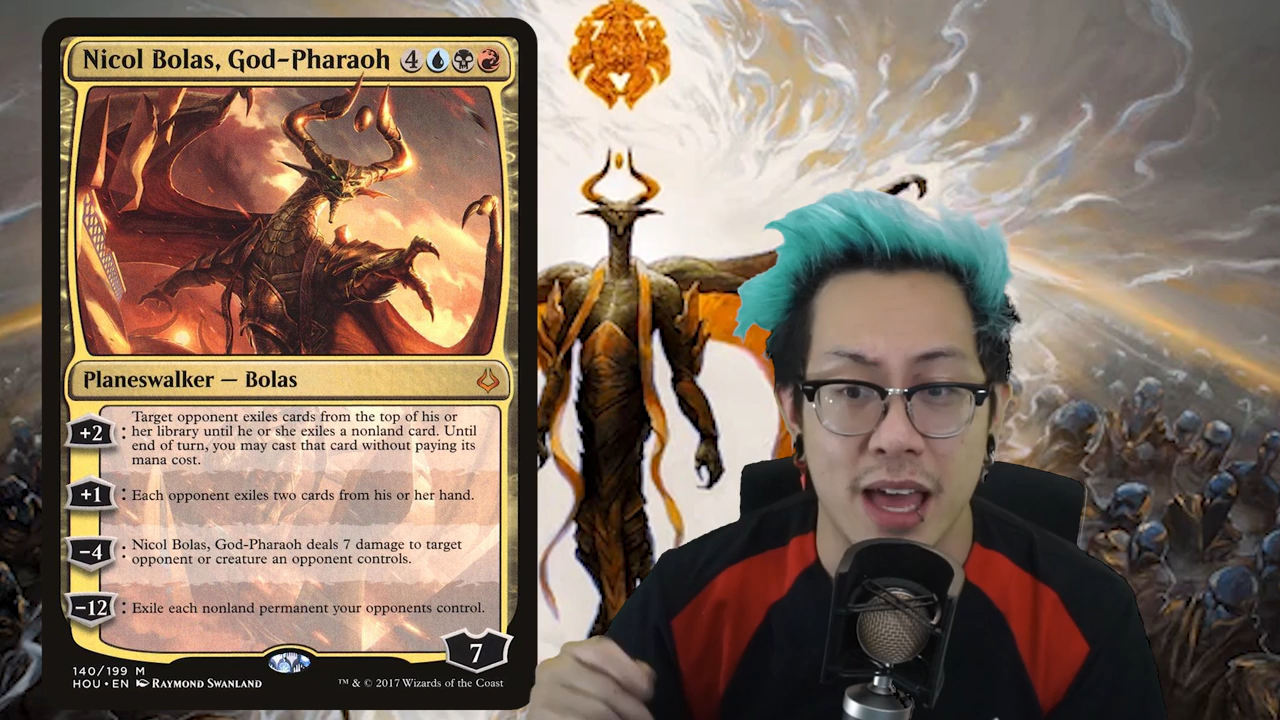 Nicol Bolas, God-Pharaoh 4
Planeswalker — Bolas
+2 : Target opponent exiles cards from the top of his or
her library until he or she exiles a nonland card. Until
end of turn, you may cast that card without paying its
mana cost.
+1 : Each opponent exiles two cards from his or her hand.
−4 : Nicol Bolas, God-Pharaoh deals 7 damage to target
opponent or creature an opponent controls.
−12 : Exile each nonland permanent your opponents control.
7
140/199 M
HOU • EN Raymond Swanland ™ & © 2017 Wizards of the Coast